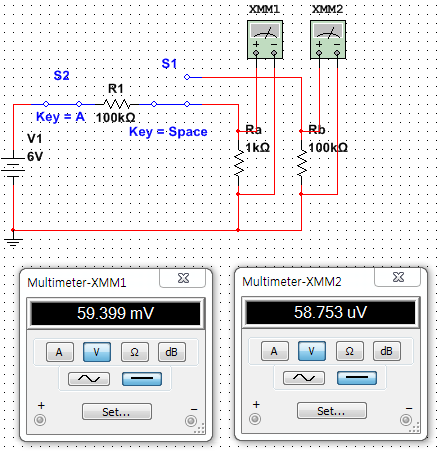 XMM1 XMM2
S1
S2
R1
100kΩ
Key = A
Key = Space
V1
6V
Ra
1kΩ
Rb
100kΩ
Multimeter-XMM1
59.399 mV
A V Ω dB
Set...
+ −
Multimeter-XMM2
58.753 uV
A V Ω dB
Set...
+ −